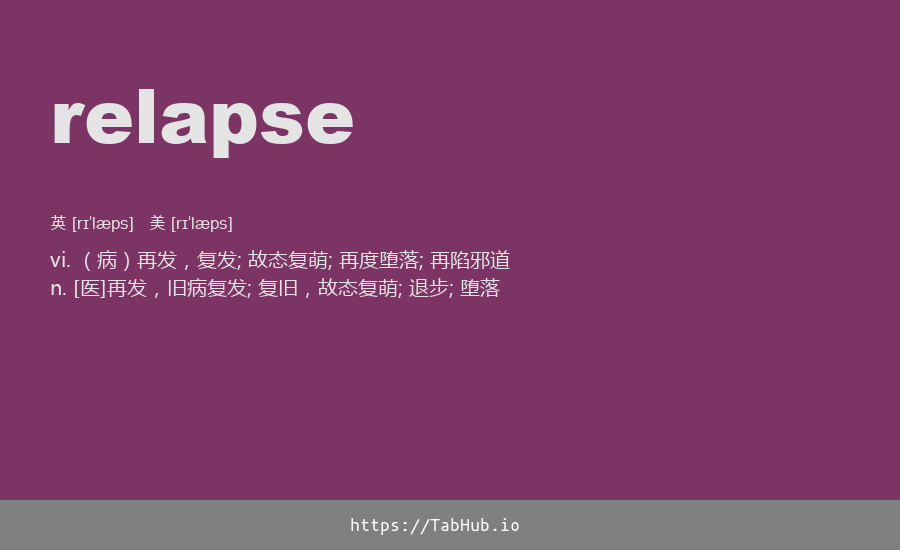 relapse
英 [rɪˈlæps] 美 [rɪˈlæps]
vi. （病）再发，复发; 故态复萌; 再度堕落; 再陷邪道
n. [医]再发，旧病复发; 复旧，故态复萌; 退步; 堕落
https://TabHub.io